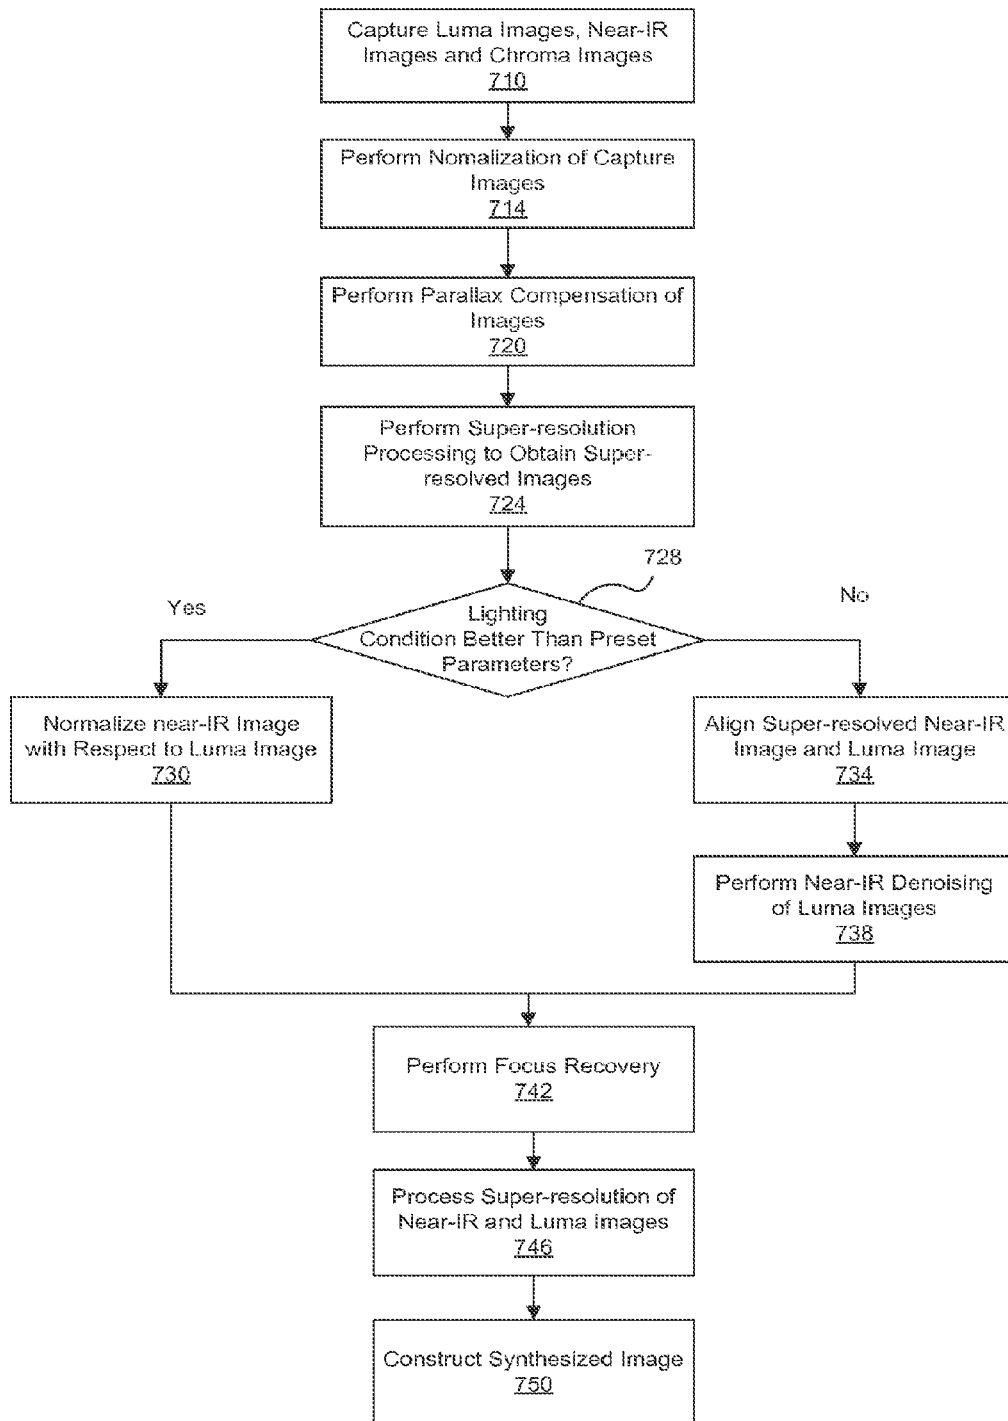 Capture Luma Images, Near-IR
Images and Chroma Images
710
Perform Nomalization of Capture
Images
714
Perform Parallax Compensation of
Images
720
Perform Super-resolution
Processing to Obtain Super-
resolved Images
724
728
Yes
No
Lighting
Condition Better Than Preset
Parameters?
Normalize near-IR Image
with Respect to Luma Image
730
Align Super-resolved Near-IR
Image and Luma Image
734
Perform Near-IR Denoising
of Luma Images
738
Perform Focus Recovery
742
Process Super-resolution of
Near-IR and Luma Images
746
Construct Synthesized Image
750